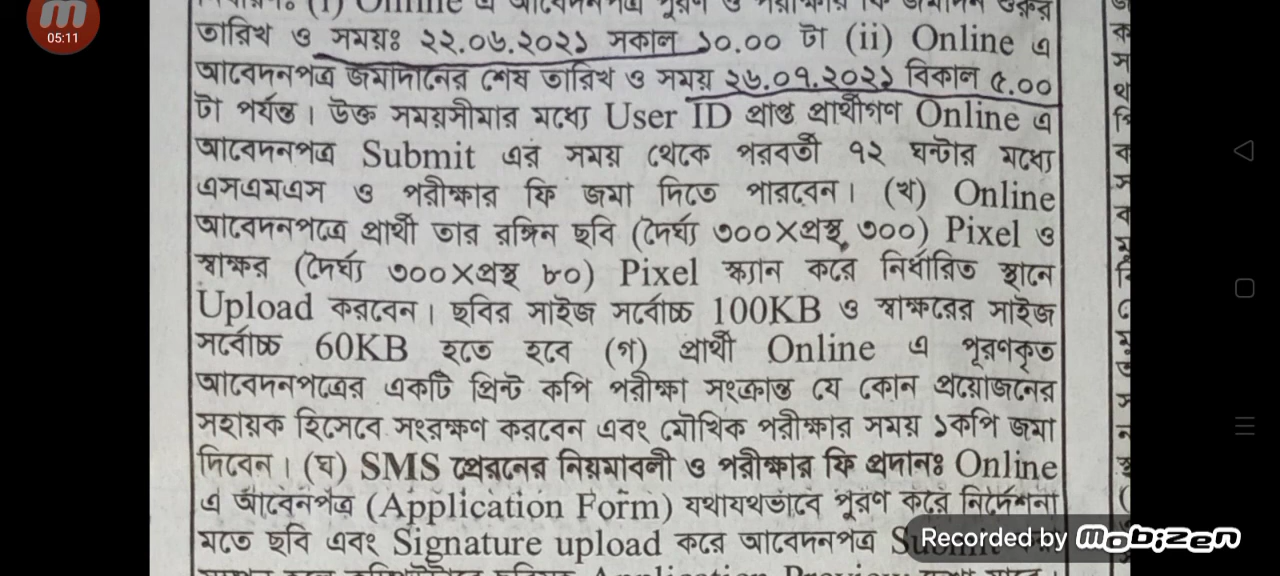 05:11
তারিখ ও সময়ঃ ২২.০৬.২০২১ সকাল ১০.০০ টা (ii) Online এ
আবেদনপত্র জমাদানের শেষ তারিখ ও সময় ২৬.০৭.২০২১ বিকাল ৫.০০
টা পর্যন্ত। উক্ত সময়সীমার মধ্যে User ID প্রাপ্ত প্রার্থীগণ Online এ
আবেদনপত্র Submit এর সময় থেকে পরবর্তী ৭২ ঘন্টার মধ্যে
এসএমএস ও পরীক্ষার ফি জমা দিতে পারবেন। (খ) Online
আবেদনপত্রে প্রার্থী তার রঙ্গিন ছবি (দৈর্ঘ্য ৩০০×প্রস্থ ৩০০) Pixel ও
স্বাক্ষর (দৈর্ঘ্য ৩০০×প্রস্থ ৮০) Pixel স্ক্যান করে নির্ধারিত স্থানে
Upload করবেন। ছবির সাইজ সর্বোচ্চ 100KB ও স্বাক্ষরের সাইজ
সর্বোচ্চ 60KB হতে হবে (গ) প্রার্থী Online এ পূরণকৃত
আবেদনপত্রের একটি প্রিন্ট কপি পরীক্ষা সংক্রান্ত যে কোন প্রয়োজনের
সহায়ক হিসেবে সংরক্ষণ করবেন এবং মৌখিক পরীক্ষার সময় ১কপি জমা
দিবেন। (ঘ) SMS প্রেরনের নিয়মাবলী ও পরীক্ষার ফি প্রদানঃ Online
এ আবেনপত্র (Application Form) যথাযথভাবে পূরণ করে নির্দেশনা
মতে ছবি এবং Signature upload করে আবেদনপত্র
Recorded by mobizen